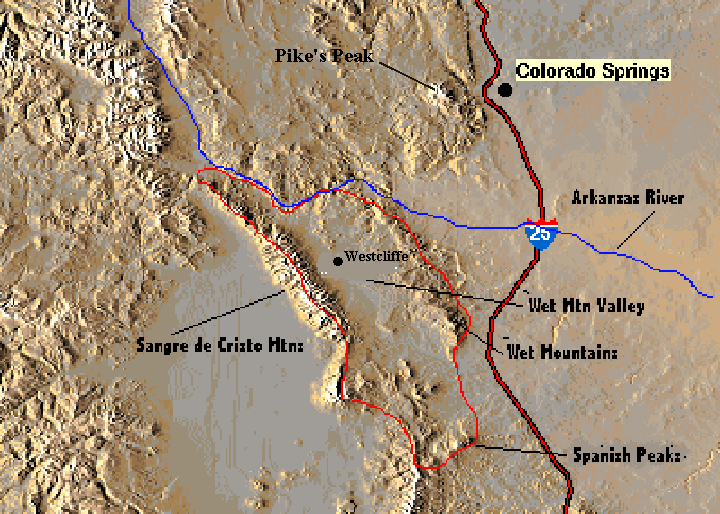 Pike's Peak
Colorado Springs
Arkansas River
25
Westcliffe
Wet Mtn Valley
Sangre de Cristo Mtns
Wet Mountains
Spanish Peaks